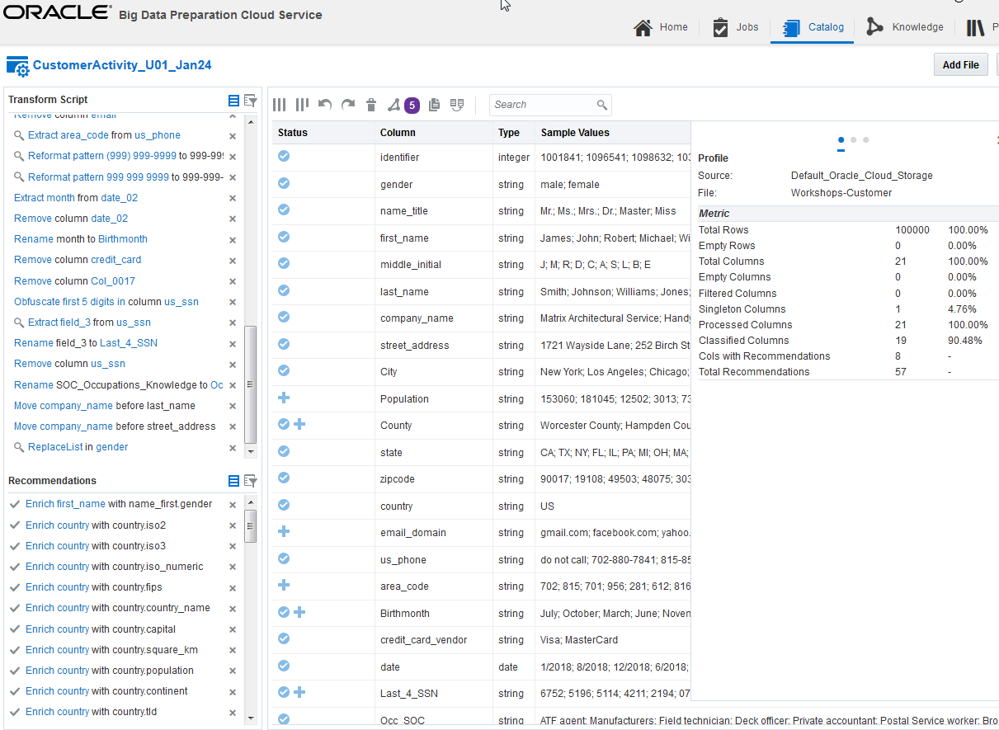 ORACLE Big Data Preparation Cloud Service
Home Jobs Catalog Knowledge P
CustomerActivity_U01_Jan24
Add File
Transform Script
Remove column email
Extract area_code from us_phone
Reformat pattern (999) 999-9999 to 999-99
Reformat pattern 999 999 9999 to 999-999-
Extract month from date_02
Remove column date_02
Rename month to Birthmonth
Remove column credit_card
Remove column Col_0017
Obfuscate first 5 digits in column us_ssn
Extract field_3 from us_ssn
Rename field_3 to Last_4_SSN
Remove column us_ssn
Rename SOC_Occupations_Knowledge to Oc
Move company_name before last_name
Move company_name before street_address
ReplaceList in gender
Recommendations
Enrich first_name with name_first.gender
Enrich country with country.iso2
Enrich country with country.iso3
Enrich country with country.iso_numeric
Enrich country with country.fips
Enrich country with country.country_name
Enrich country with country.capital
Enrich country with country.square_km
Enrich country with country.population
Enrich country with country.continent
Enrich country with country.tld
5
Search
Status Column Type Sample Values
identifier integer 1001841; 1096541; 1098632; 103
gender string male; female
name_title string Mr.; Ms.; Mrs.; Dr.; Master; Miss
first_name string James; John; Robert; Michael; Wi
middle_initial string J; M; R; D; C; A; S; L; B; E
last_name string Smith; Johnson; Williams; Jones;
company_name string Matrix Architectural Service; Handy
street_address string 1721 Wayside Lane; 252 Birch St
City string New York; Los Angeles; Chicago;
Population string 153060; 181045; 12502; 3013; 73
County string Worcester County; Hampden Cou
state string CA; TX; NY; FL; IL; PA; MI; OH; MA;
zipcode string 90017; 19108; 49503; 48075; 303
country string US
email_domain string gmail.com; facebook.com; yahoo.
us_phone string do not call; 702-880-7841; 815-85
area_code string 702; 815; 701; 956; 281; 612; 816
Birthmonth string July; October; March; June; Noven
credit_card_vendor string Visa; MasterCard
date date 1/2018; 8/2018; 12/2018; 6/2018;
Last_4_SSN string 6752; 5196; 5114; 4211; 2194; 07
Occ_SOC string ATF agent; Manufacturers; Field technician; Deck officer; Private accountant; Postal Service worker; Bro
Profile
Source: Default_Oracle_Cloud_Storage
File: Workshops-Customer
Metric
Total Rows 100000 100.00%
Empty Rows 0 0.00%
Total Columns 21 100.00%
Empty Columns 0 0.00%
Filtered Columns 0 0.00%
Singleton Columns 1 4.76%
Processed Columns 21 100.00%
Classified Columns 19 90.48%
Cols with Recommendations 8 -
Total Recommendations 57 -